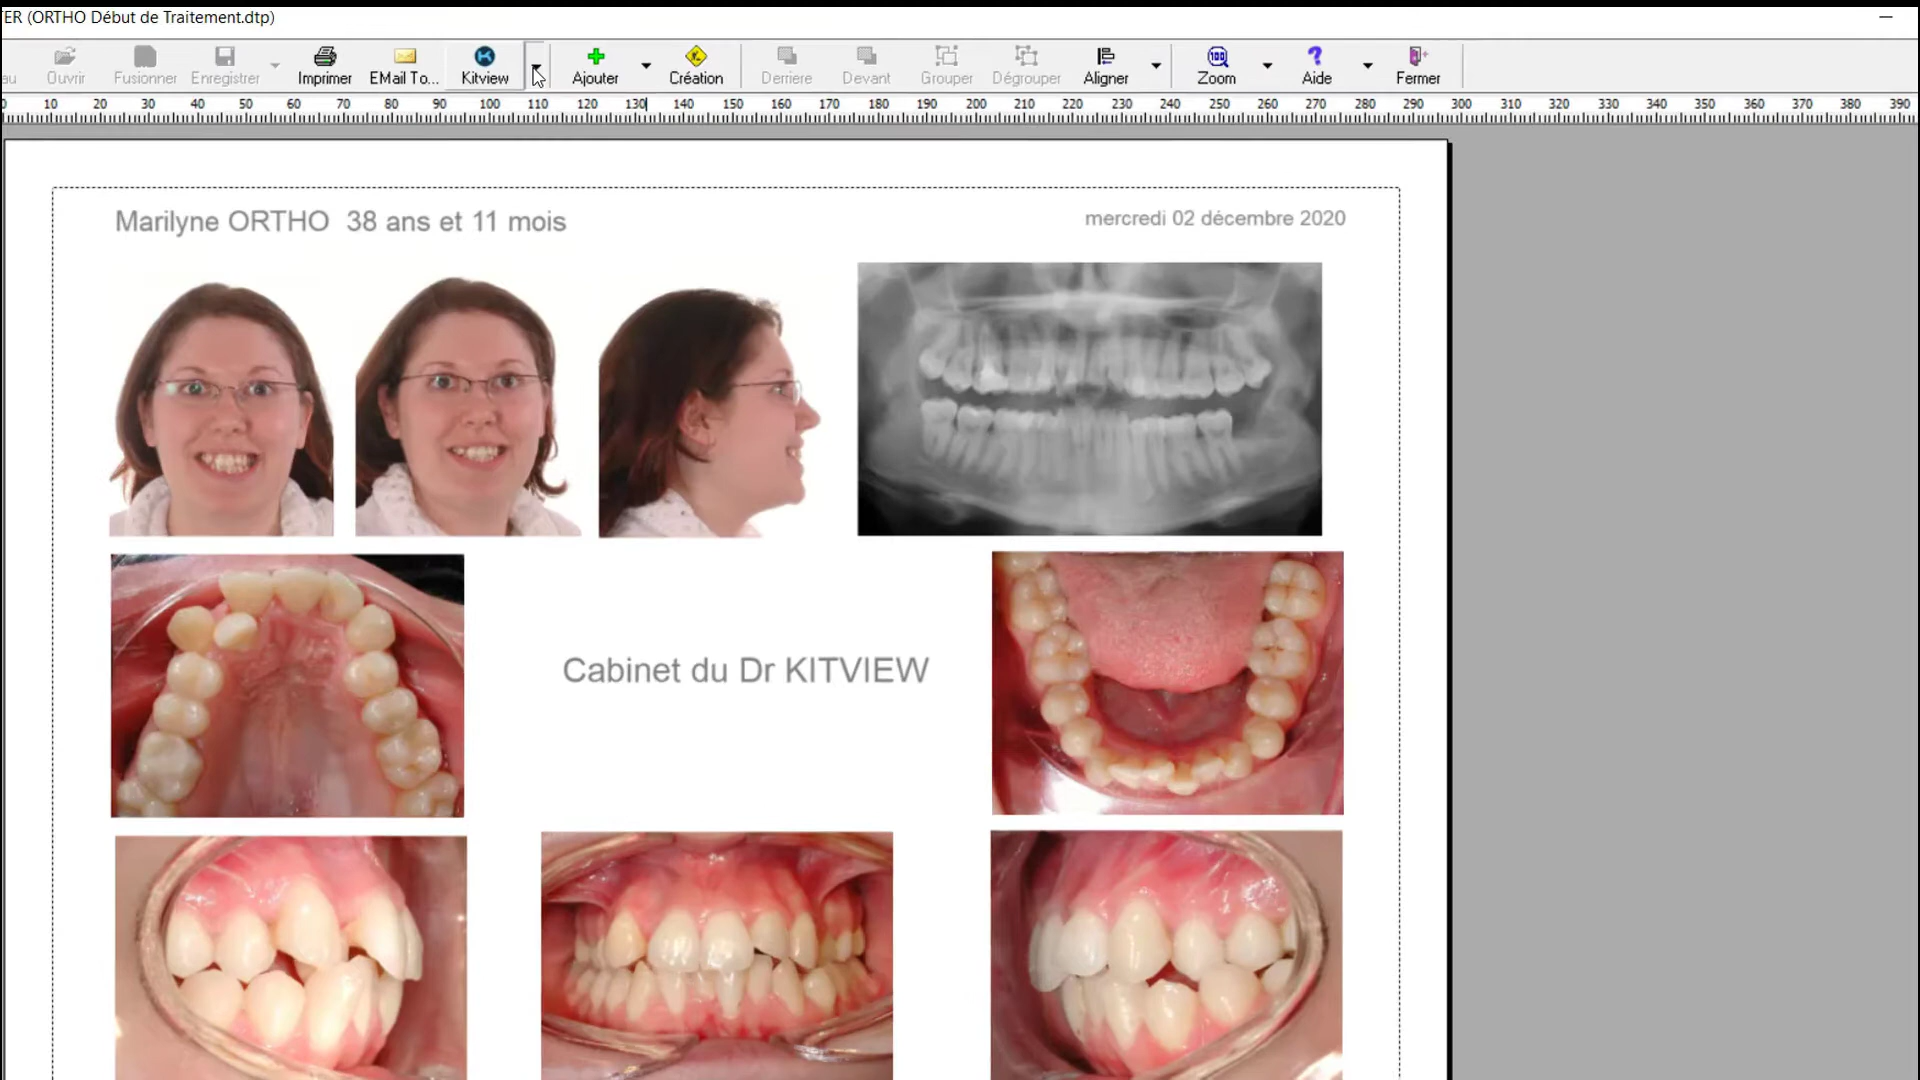 TER (ORTHO Début de Traitement.dtp)
Ouvrir Fusionner Enregistrer Imprimer EMail To... Kitview Ajouter Création Derriere Devant Grouper Dégrouper Aligner Zoom Aide Fermer
0 10 20 30 40 50 60 70 80 90 100 110 120 130 140 150 160 170 180 190 200 210 220 230 240 250 260 270 280 290 300 310 320 330 340 350 360 370 380 390
Marilyne ORTHO 38 ans et 11 mois
mercredi 02 décembre 2020
Cabinet du Dr KITVIEW